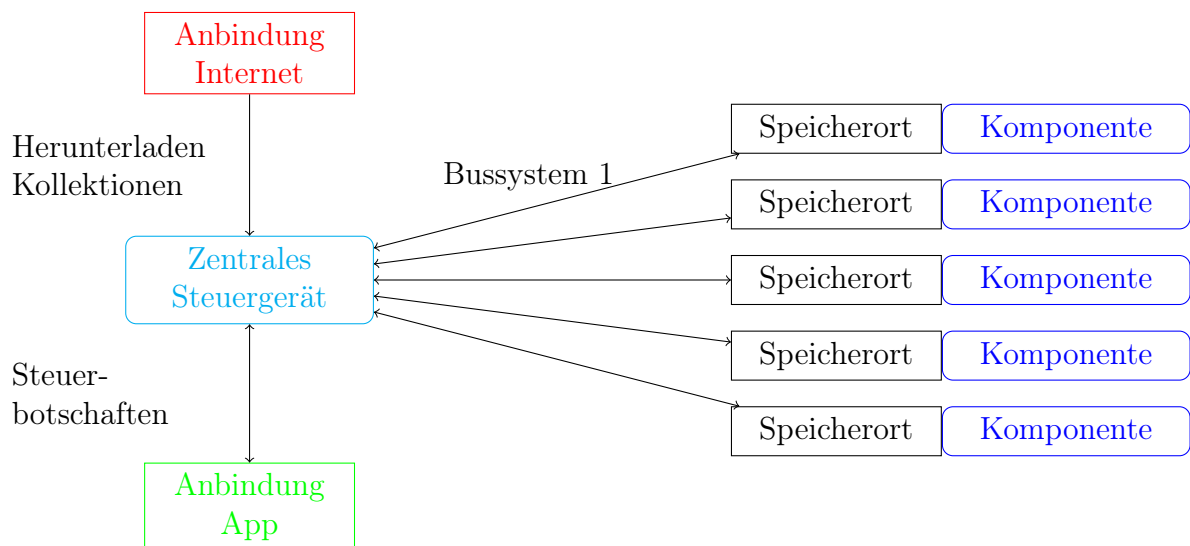 Anbindung
Internet
Herunterladen
Kollektionen
Bussystem 1
Zentrales
Steuergerät
Steuer-
botschaften
Anbindung
App
Speicherort Komponente
Speicherort Komponente
Speicherort Komponente
Speicherort Komponente
Speicherort Komponente